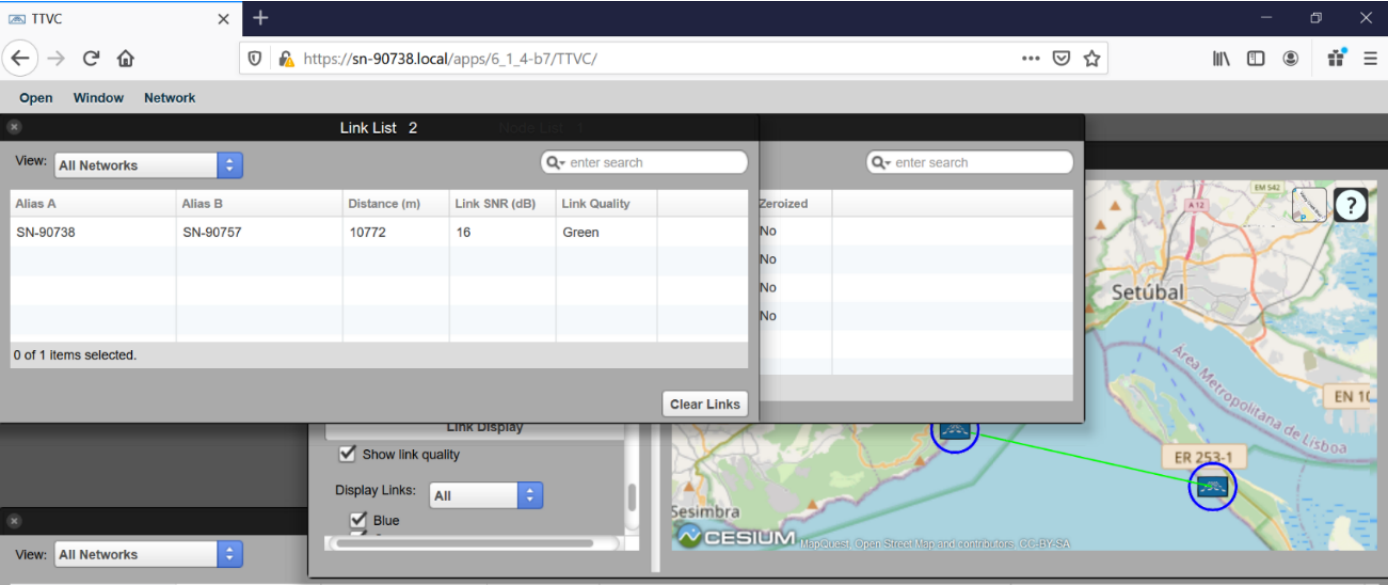 TTVC
https://sn-90738.local/apps/6_1_4-b7/TTVC/
Open Window Network
Link List 2 Node List 1
View: All Networks enter search enter search
Alias A Alias B Distance (m) Link SNR (dB) Link Quality Zeroized
SN-90738 SN-90757 10772 16 Green No
No
No
No
0 of 1 items selected.
Clear Links
EM 542
A 12
?
Setúbal
Área Metropolitana de Lisboa
EN 10
ER 253-1
Sesimbra
CESIUM MapQuest, Open Street Map and contributors, CC-BY-SA
Link Display
Show link quality
Display Links: All
Blue
View: All Networks